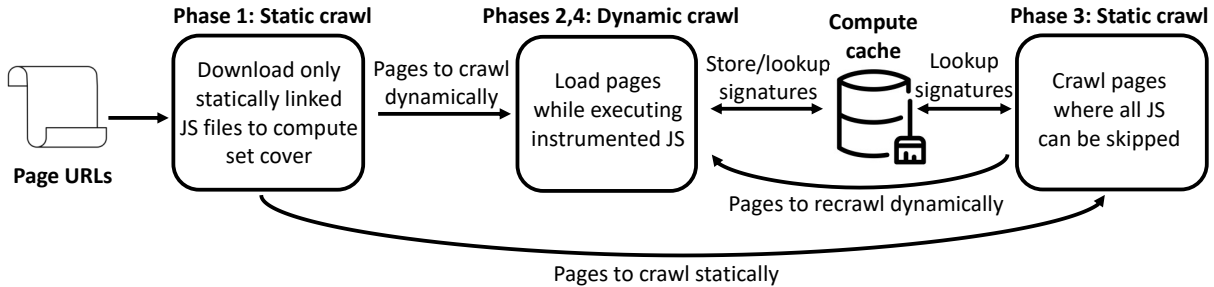 Phase 1: Static crawl
Download only
statically linked
JS files to compute
set cover
Page URLs
Pages to crawl
dynamically
Phases 2,4: Dynamic crawl
Load pages
while executing
instrumented JS
Store/lookup
signatures
Compute
cache
Lookup
signatures
Phase 3: Static crawl
Crawl pages
where all JS
can be skipped
Pages to recrawl dynamically
Pages to crawl statically